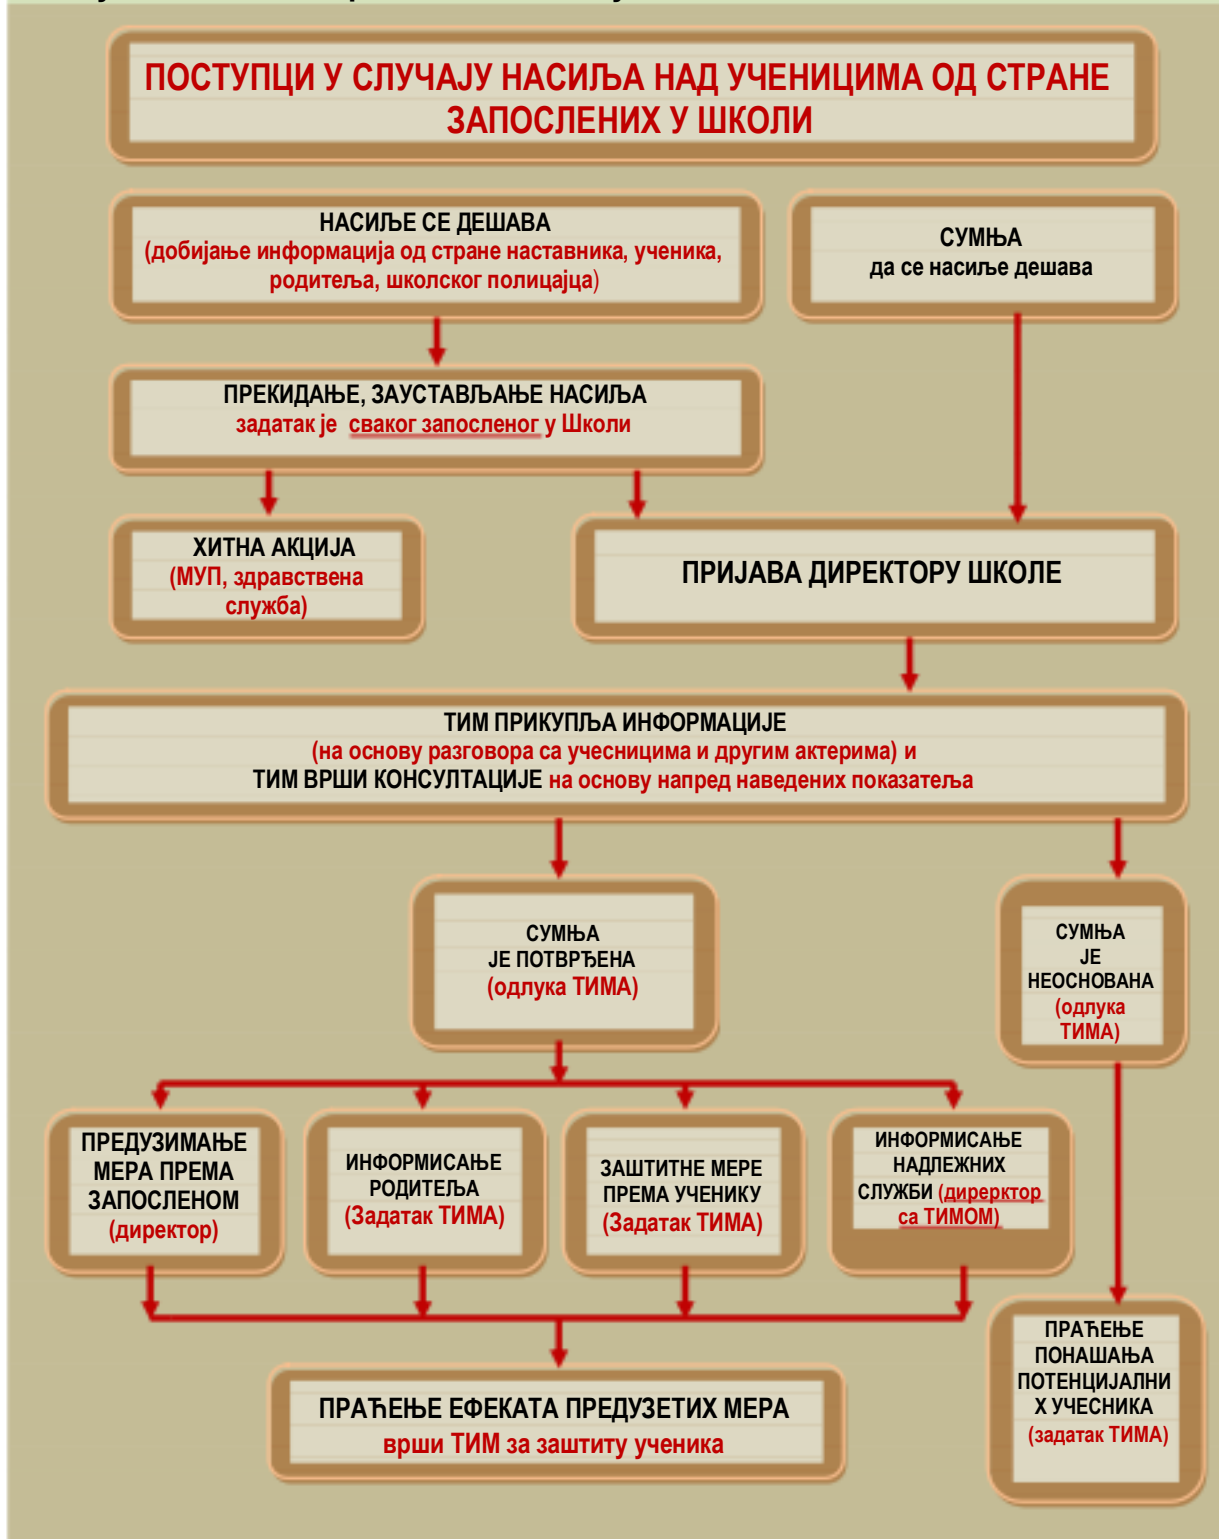 ПОСТУПЦИ У СЛУЧАЈУ НАСИЉА НАД УЧЕНИЦИМА ОД СТРАНЕ
ЗАПОСЛЕНИХ У ШКОЛИ
НАСИЉЕ СЕ ДЕШАВА
(добијање информација од стране наставника, ученика,
родитеља, школског полицајца)
СУМЊА
да се насиље дешава
ПРЕКИДАЊЕ, ЗАУСТАВЉАЊЕ НАСИЉА
задатак је сваког запосленог у Школи
ХИТНА АКЦИЈА
(МУП, здравствена
служба)
ПРИЈАВА ДИРЕКТОРУ ШКОЛЕ
ТИМ ПРИКУПЉА ИНФОРМАЦИЈЕ
(на основу разговора са учесницима и другим актерима) и
ТИМ ВРШИ КОНСУЛТАЦИЈЕ на основу напред наведених показатеља
СУМЊА
ЈЕ ПОТВРЂЕНА
(одлука ТИМА)
СУМЊА
ЈЕ
НЕОСНОВАНА
(одлука
ТИМА)
ПРЕДУЗИМАЊЕ
МЕРА ПРЕМА
ЗАПОСЛЕНОМ
(директор)
ИНФОРМИСАЊЕ
РОДИТЕЉА
(Задатак ТИМА)
ЗАШТИТНЕ МЕРЕ
ПРЕМА УЧЕНИКУ
(Задатак ТИМА)
ИНФОРМИСАЊЕ
НАДЛЕЖНИХ
СЛУЖБИ (дирерктор
са ТИМОМ)
ПРАЋЕЊЕ
ПОНАШАЊА
ПОТЕНЦИЈАЛНИ
Х УЧЕСНИКА
(задатак ТИМА)
ПРАЋЕЊЕ ЕФЕКАТА ПРЕДУЗЕТИХ МЕРА
врши ТИМ за заштиту ученика